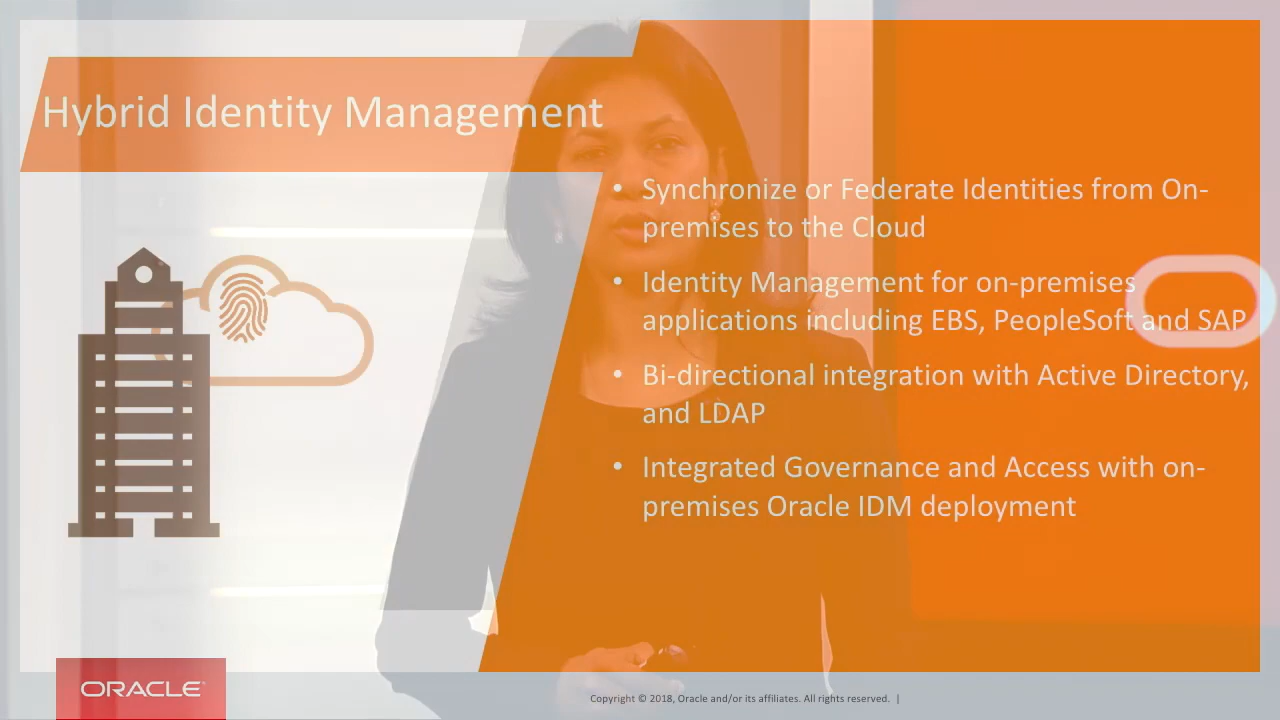 Hybrid Identity Management
• Synchronize or Federate Identities from On-
premises to the Cloud
• Identity Management for on-premises
applications including EBS, PeopleSoft and SAP
• Bi-directional integration with Active Directory,
and LDAP
• Integrated Governance and Access with on-
premises Oracle IDM deployment
ORACLE
Copyright © 2018, Oracle and/or its affiliates. All rights reserved. |